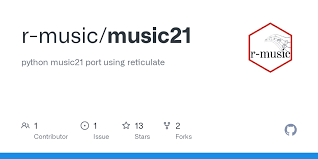 r-music/music21
python music21 port using reticulate
r-music
1
Contributor
1
Issue
13
Stars
2
Forks